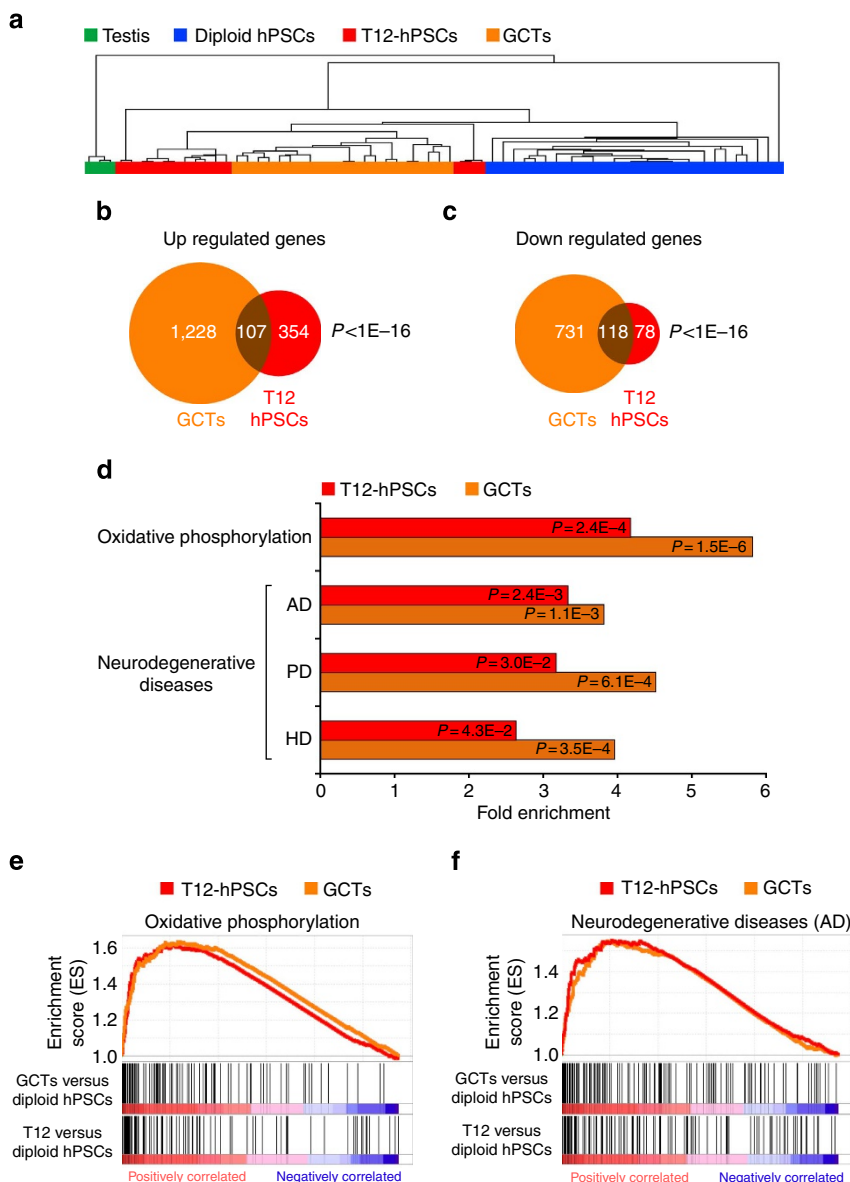 a
Testis Diploid hPSCs T12-hPSCs GCTs
b
Up regulated genes
1,228 107 354 P<1E–16
GCTs
T12
hPSCs
c
Down regulated genes
731 118 78 P<1E–16
GCTs
T12
hPSCs
d
T12-hPSCs GCTs
Oxidative phosphorylation
P=2.4E–4
P=1.5E–6
Neurodegenerative
diseases
AD
P=2.4E–3
P=1.1E–3
PD
P=3.0E–2
P=6.1E–4
HD
P=4.3E–2
P=3.5E–4
0 1 2 3 4 5 6
Fold enrichment
e
T12-hPSCs GCTs
Oxidative phosphorylation
Enrichment
score (ES)
1.6
1.4
1.2
1.0
GCTs versus
diploid hPSCs
T12 versus
diploid hPSCs
Positively correlated Negatively correlated
f
T12-hPSCs GCTs
Neurodegenerative diseases (AD)
Enrichment
score (ES)
1.4
1.2
1.0
GCTs versus
diploid hPSCs
T12 versus
diploid hPSCs
Positively correlated Negatively correlated